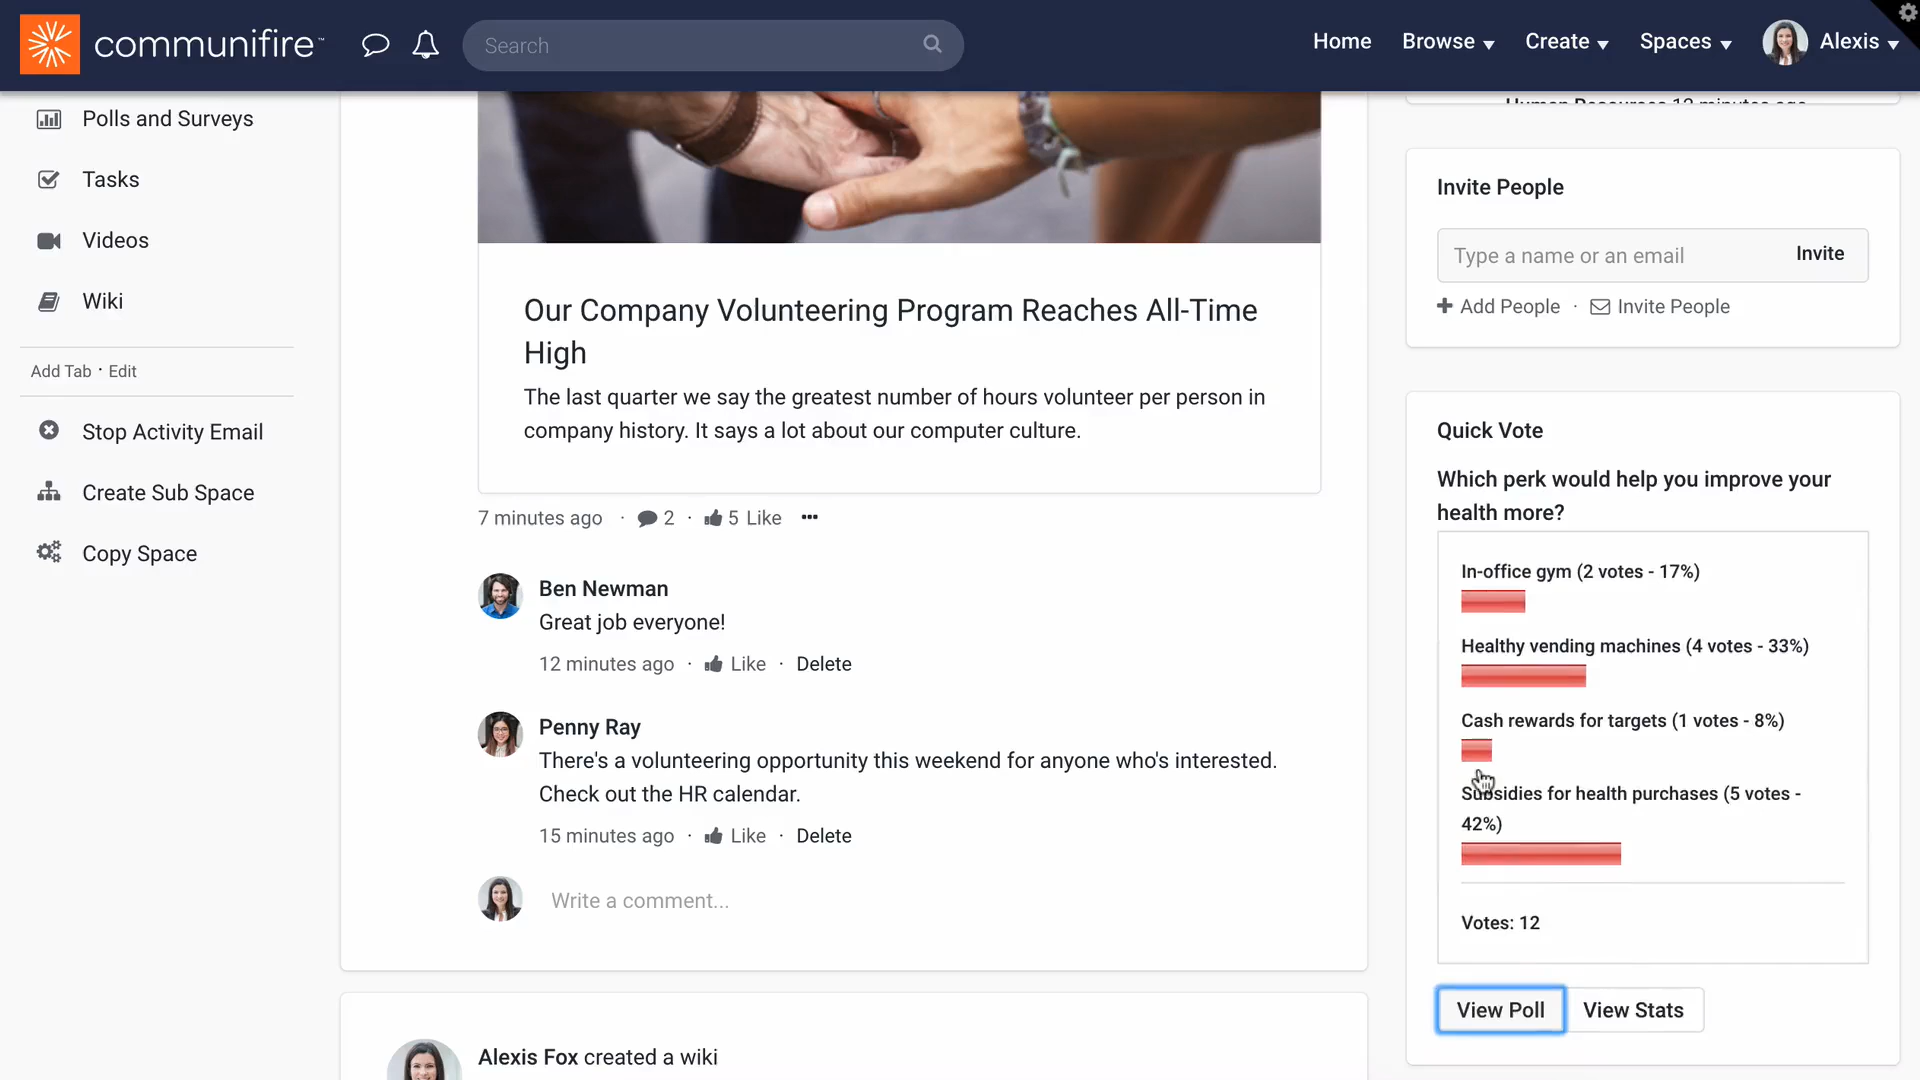 communifire™
Search
Home
Browse
Create
Spaces
Alexis
Polls and Surveys
Tasks
Videos
Wiki
Add Tab · Edit
Stop Activity Email
Create Sub Space
Copy Space
Our Company Volunteering Program Reaches All-Time
High
The last quarter we say the greatest number of hours volunteer per person in
company history. It says a lot about our computer culture.
7 minutes ago · 2 · 5 Like ···
Ben Newman
Great job everyone!
12 minutes ago · Like · Delete
Penny Ray
There's a volunteering opportunity this weekend for anyone who's interested.
Check out the HR calendar.
15 minutes ago · Like · Delete
Write a comment...
Alexis Fox created a wiki
Human Resources 12 minutes ago
Invite People
Type a name or an email
Invite
Add People · Invite People
Quick Vote
Which perk would help you improve your
health more?
In-office gym (2 votes - 17%)
Healthy vending machines (4 votes - 33%)
Cash rewards for targets (1 votes - 8%)
Subsidies for health purchases (5 votes -
42%)
Votes: 12
View Poll
View Stats